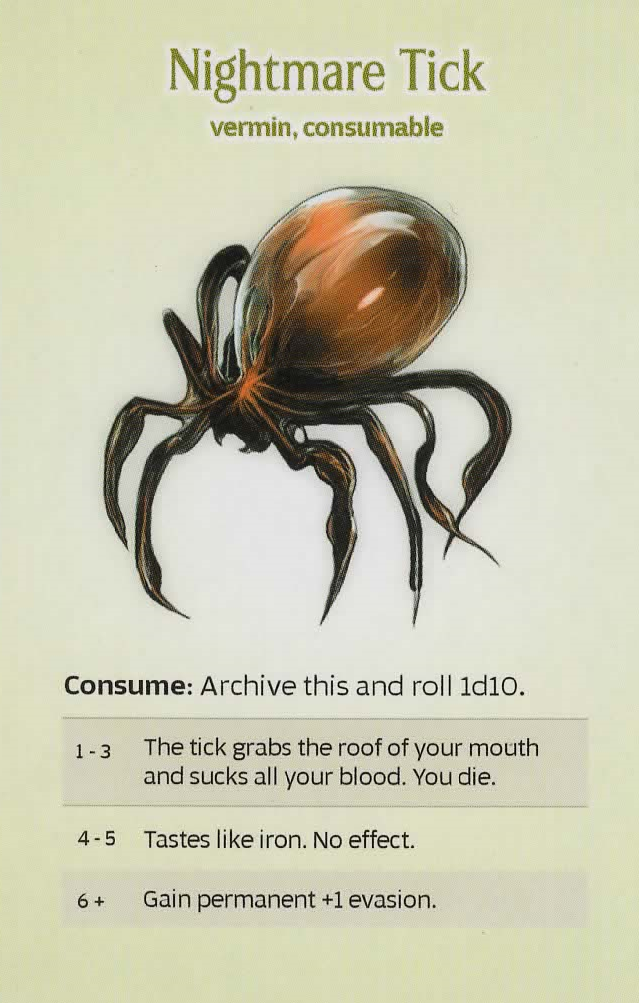 Nightmare Tick
vermin, consumable
Consume: Archive this and roll 1d10.
1 - 3 The tick grabs the roof of your mouth
and sucks all your blood. You die.
4 - 5 Tastes like iron. No effect.
6 + Gain permanent +1 evasion.